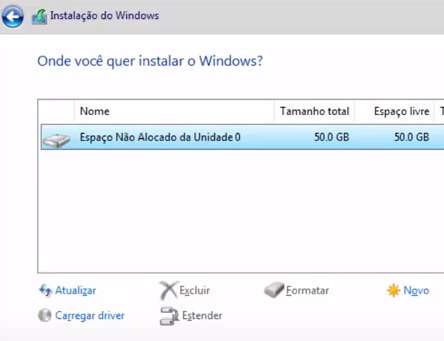 Instalação do Windows
Onde você quer instalar o Windows?
Nome Tamanho total Espaço livre T
Espaço Não Alocado da Unidade 0 50.0 GB 50.0 GB
Atualizar Excluir Formatar Novo
Carregar driver Estender